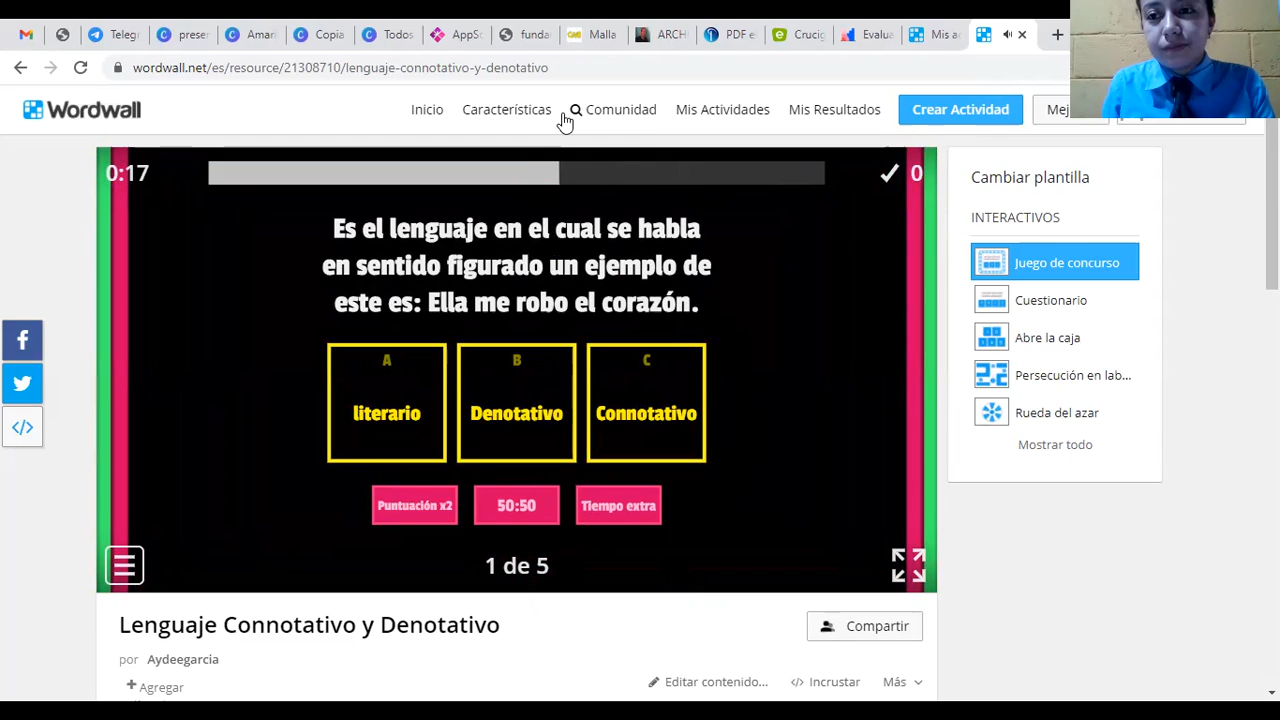 Telegr
prese
Ama
Copia
Todo
AppS
funda
Malla
ARCH
PDF e
Crucig
Evalua
Mis a
wordwall.net/es/resource/21308710/lenguaje-connotativo-y-denotativo
Wordwall
Inicio
Características
Comunidad
Mis Actividades
Mis Resultados
Crear Actividad
Mej
0:17
0
Es el lenguaje en el cual se habla
en sentido figurado un ejemplo de
este es: Ella me robo el corazón.
A
literario
B
Denotativo
C
Connotativo
Puntuación x2
50:50
Tiempo extra
1 de 5
Cambiar plantilla
INTERACTIVOS
Juego de concurso
Cuestionario
Abre la caja
Persecución en lab...
Rueda del azar
Mostrar todo
Lenguaje Connotativo y Denotativo
Compartir
por Aydeegarcia
Agregar
Editar contenido...
Incrustar
Más